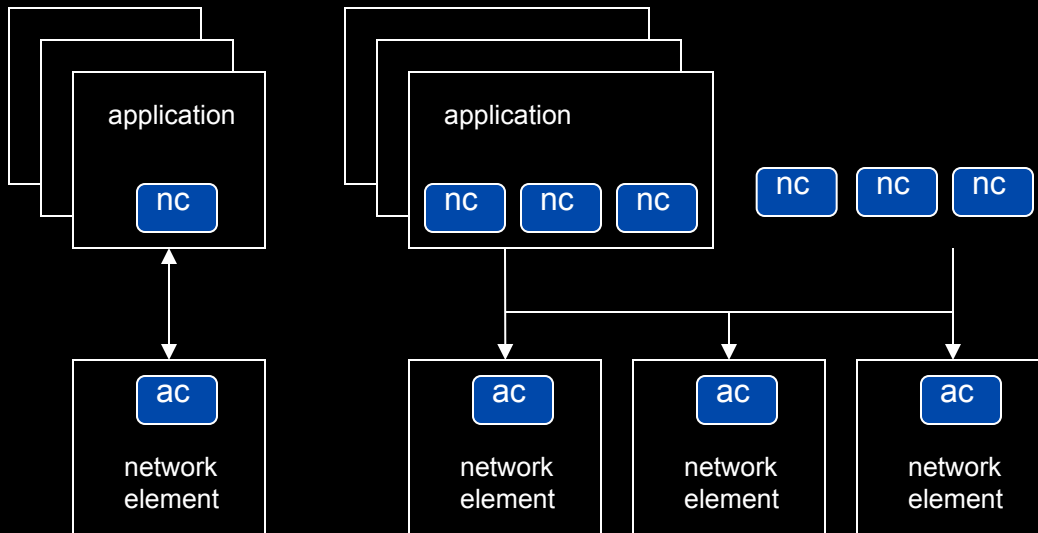 application
application
nc
nc
nc
nc
nc
nc
nc
ac
ac
ac
ac
network
element
network
element
network
element
network
element